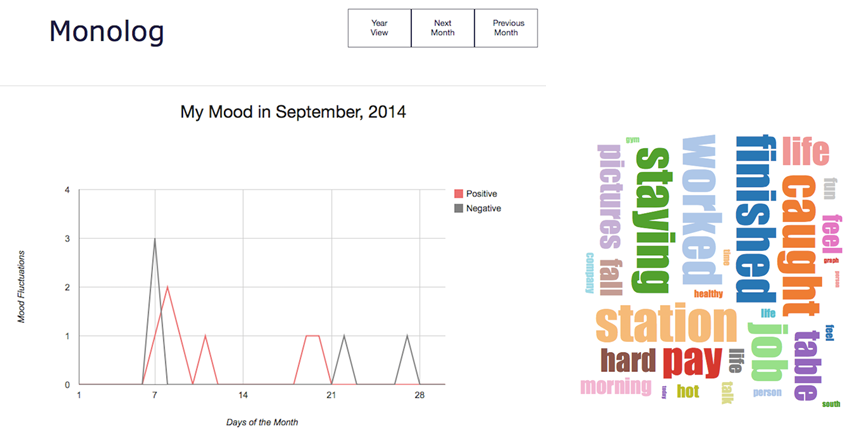 Monolog
Year
View
Next
Month
Previous
Month
My Mood in September, 2014
Positive
Negative
4
3
2
1
0
1
7
14
21
28
Mood Fluctuations
Days of the Month
gym
pictures
staying
worked
finished
life
caught
fun
feel
graph
person
company
fall
time
healthy
station
life
job
feel
table
hard
pay
life
morning
today
hot
talk
person
south